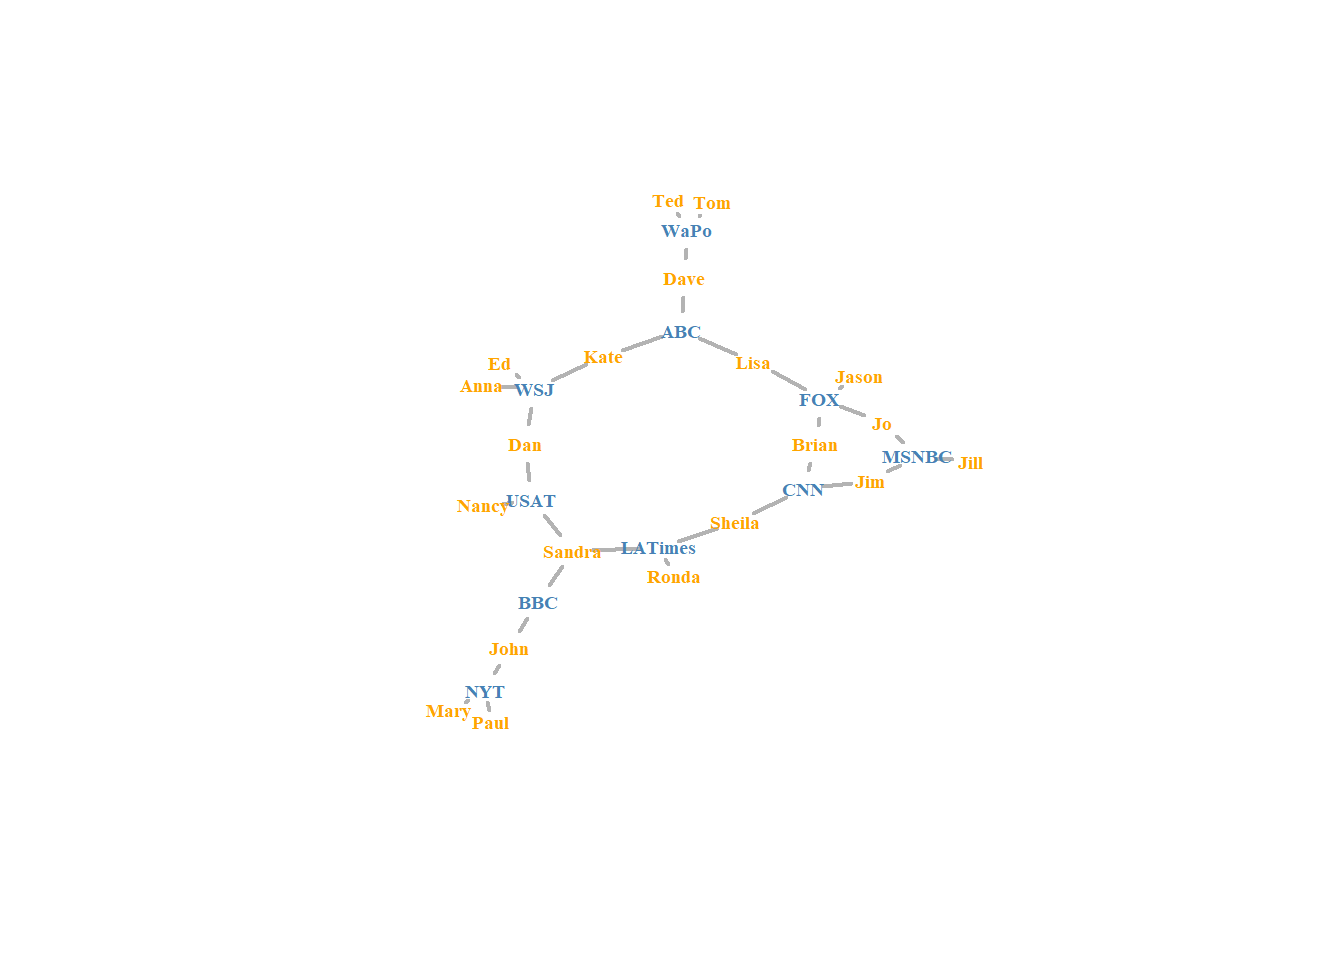 Ted
Tom
WaPo
Dave
ABC
Kate
Lisa
Ed
Anna
WSJ
Jason
FOX
Jo
Dan
Brian
MSNBC
Jill
Jim
CNN
Nancy
USAT
Sheila
Sandra
LATimes
Ronda
BBC
John
NYT
Mary
Paul